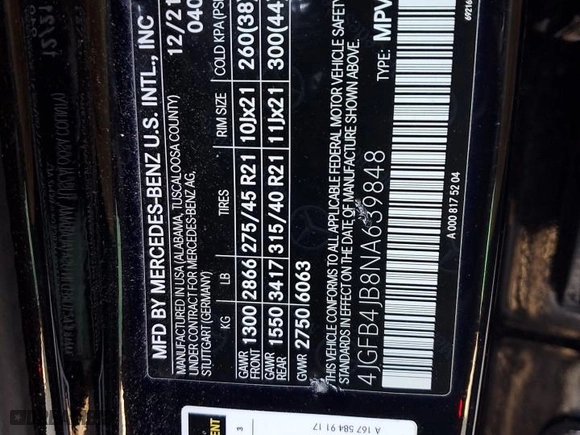 MFD BY MERCEDES-BENZ U.S. INTL., INC 12/21
MANUFACTURED IN USA (ALABAMA, TUSCALOOSA COUNTY) 040
UNDER CONTRACT FOR MERCEDES-BENZ AG,
STUTTGART (GERMANY)
KG LB TIRES RIM SIZE COLD KPA (PSI
GAWR 1300 2866 275/45 R21 10Jx21 260(38)
FRONT
GAWR 1550 3417 315/40 R21 11Jx21 300(44)
REAR
GVWR 2750 6063
THIS VEHICLE CONFORMS TO ALL APPLICABLE FEDERAL MOTOR VEHICLE SAFETY
STANDARDS IN EFFECT ON THE DATE OF MANUFACTURE SHOWN ABOVE.
4JGFB4JB8NA639848 TYPE: MPV
A 000 817 52 04 69216
A 167 584 91 17